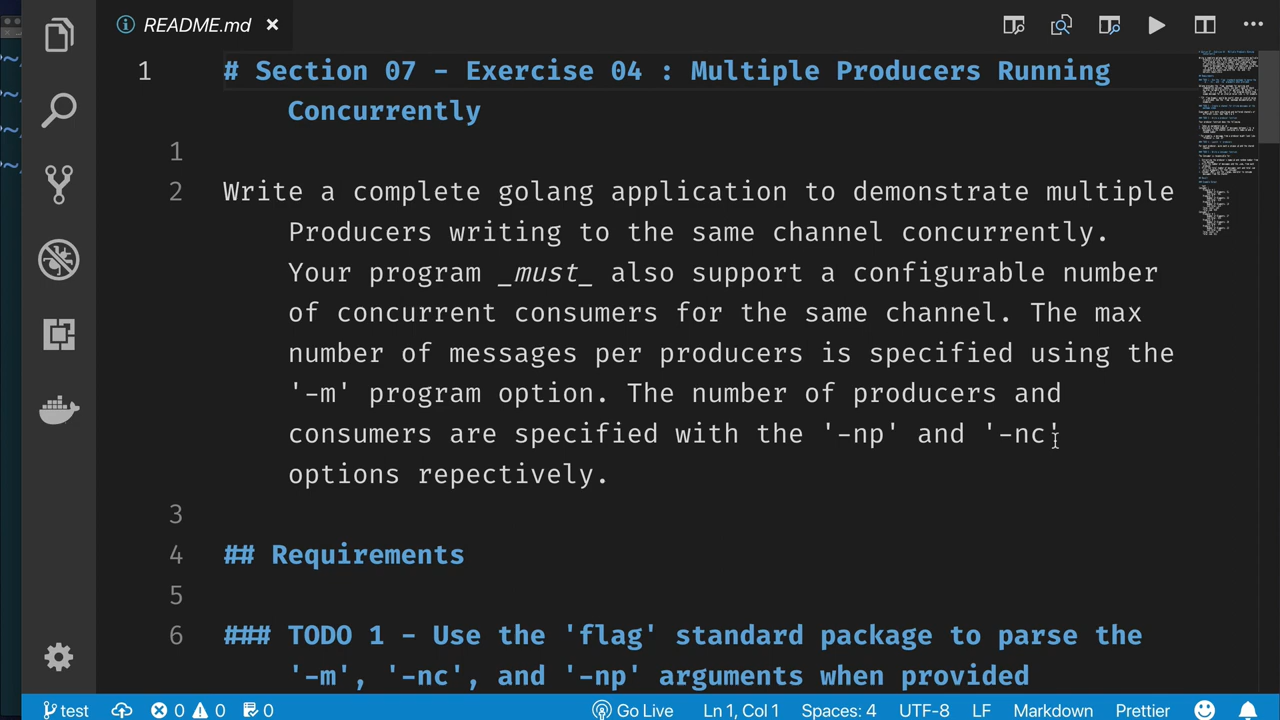 README.md
1 # Section 07 - Exercise 04 : Multiple Producers Running
Concurrently
1
2 Write a complete golang application to demonstrate multiple
Producers writing to the same channel concurrently.
Your program _must_ also support a configurable number
of concurrent consumers for the same channel. The max
number of messages per producers is specified using the
'-m' program option. The number of producers and
consumers are specified with the '-np' and '-nc'
options repectively.
3
4 ## Requirements
5
6 ### TODO 1 - Use the 'flag' standard package to parse the
'-m', '-nc', and '-np' arguments when provided
test 0 0 0 Go Live Ln 1, Col 1 Spaces: 4 UTF-8 LF Markdown Prettier